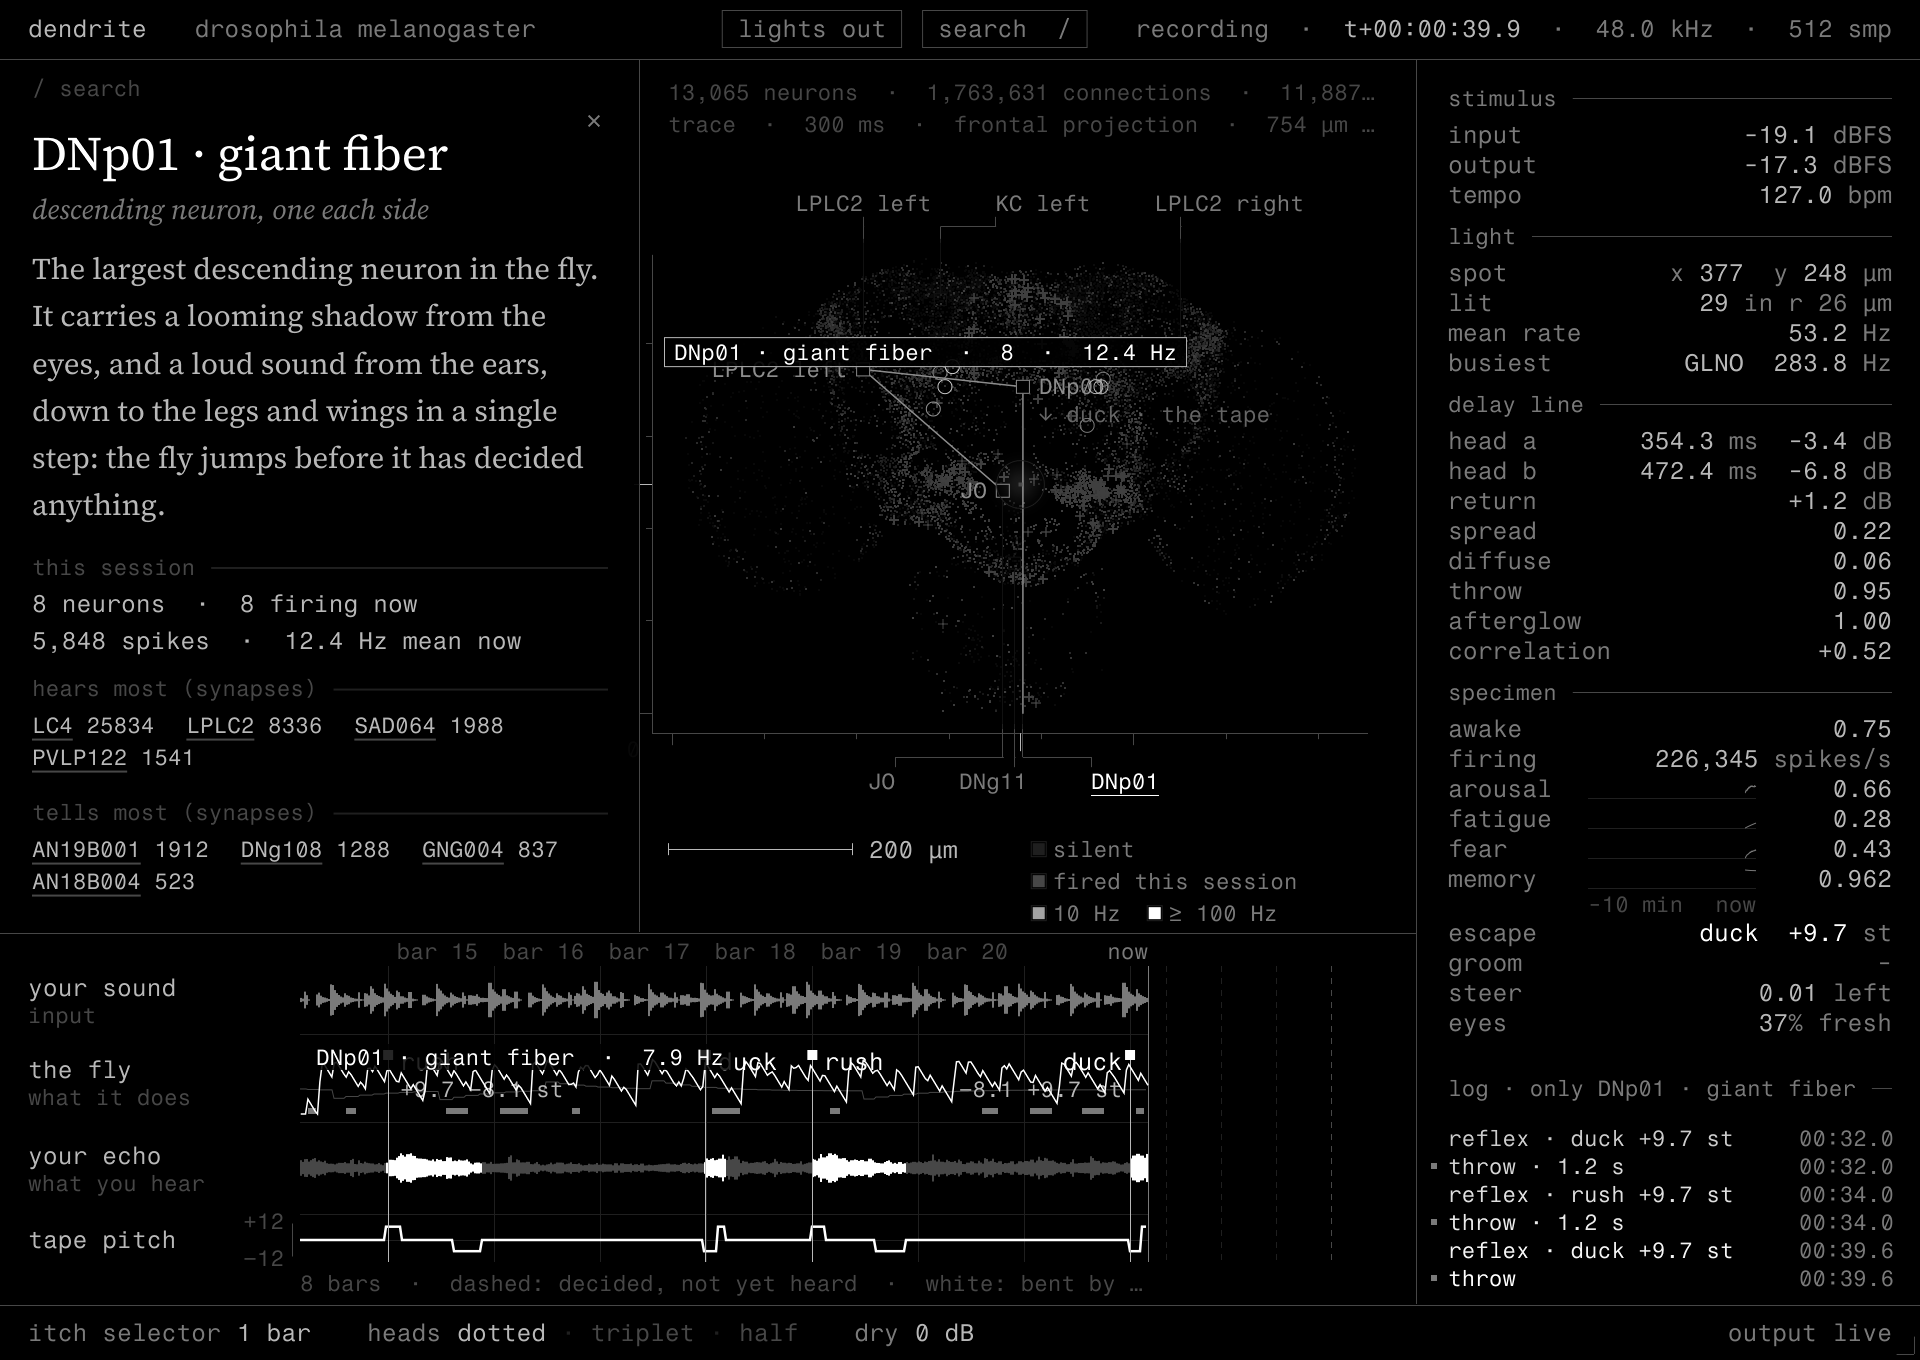 dendrite drosophila melanogaster lights out search / recording · t+00:00:39.9 · 48.0 kHz · 512 smp
/ search
×
DNp01 · giant fiber
descending neuron, one each side
The largest descending neuron in the fly.
It carries a looming shadow from the
eyes, and a loud sound from the ears,
down to the legs and wings in a single
step: the fly jumps before it has decided
anything.
this session
8 neurons · 8 firing now
5,848 spikes · 12.4 Hz mean now
hears most (synapses)
LC4 25834 LPLC2 8336 SAD064 1988
PVLP122 1541
tells most (synapses)
AN19B001 1912 DNg108 1288 GNG004 837
AN18B004 523
13,065 neurons · 1,763,631 connections · 11,887…
trace · 300 ms · frontal projection · 754 µm …
LPLC2 left KC left LPLC2 right
DNp01 · giant fiber · 8 · 12.4 Hz
LPLC2 left
↓ duck · the tape
JO
JO DNg11 DNp01
200 µm
silent
fired this session
10 Hz ≥ 100 Hz
stimulus
input -19.1 dBFS
output -17.3 dBFS
tempo 127.0 bpm
light
spot x 377 y 248 µm
lit 29 in r 26 µm
mean rate 53.2 Hz
busiest GLNO 283.8 Hz
delay line
head a 354.3 ms -3.4 dB
head b 472.4 ms -6.8 dB
return +1.2 dB
spread 0.22
diffuse 0.06
throw 0.95
afterglow 1.00
correlation +0.52
specimen
awake 0.75
firing 226,345 spikes/s
arousal 0.66
fatigue 0.28
fear 0.43
memory 0.962
-10 min now
escape duck +9.7 st
groom -
steer 0.01 left
eyes 37% fresh
log · only DNp01 · giant fiber
reflex · duck +9.7 st 00:32.0
throw · 1.2 s 00:32.0
reflex · rush +9.7 st 00:34.0
throw · 1.2 s 00:34.0
reflex · duck +9.7 st 00:39.6
throw 00:39.6
bar 15 bar 16 bar 17 bar 18 bar 19 bar 20 now
your sound
input
the fly
what it does
DNp01 · giant fiber · 7.9 Hz duck rush duck
+9.7 -8.1 st -8.1 +9.7 st
your echo
what you hear
tape pitch
+12
-12
8 bars · dashed: decided, not yet heard · white: bent by …
itch selector 1 bar heads dotted · triplet · half dry 0 dB output live